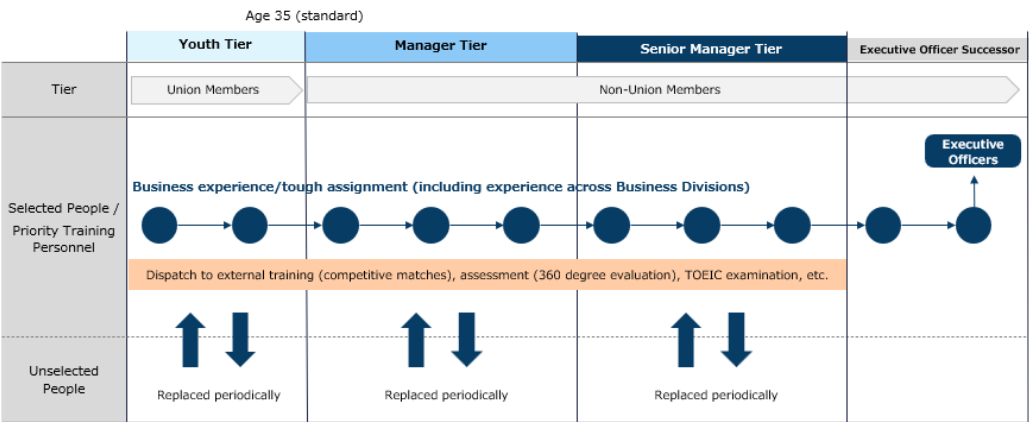 Age 35 (standard)
Youth Tier
Manager Tier
Senior Manager Tier
Executive Officer Successor
Tier
Union Members
Non-Union Members
Executive
Officers
Business experience/tough assignment (including experience across Business Divisions)
Selected People /
Priority Training
Personnel
Dispatch to external training (competitive matches), assessment (360 degree evaluation), TOEIC examination, etc.
Unselected
People
Replaced periodically
Replaced periodically
Replaced periodically